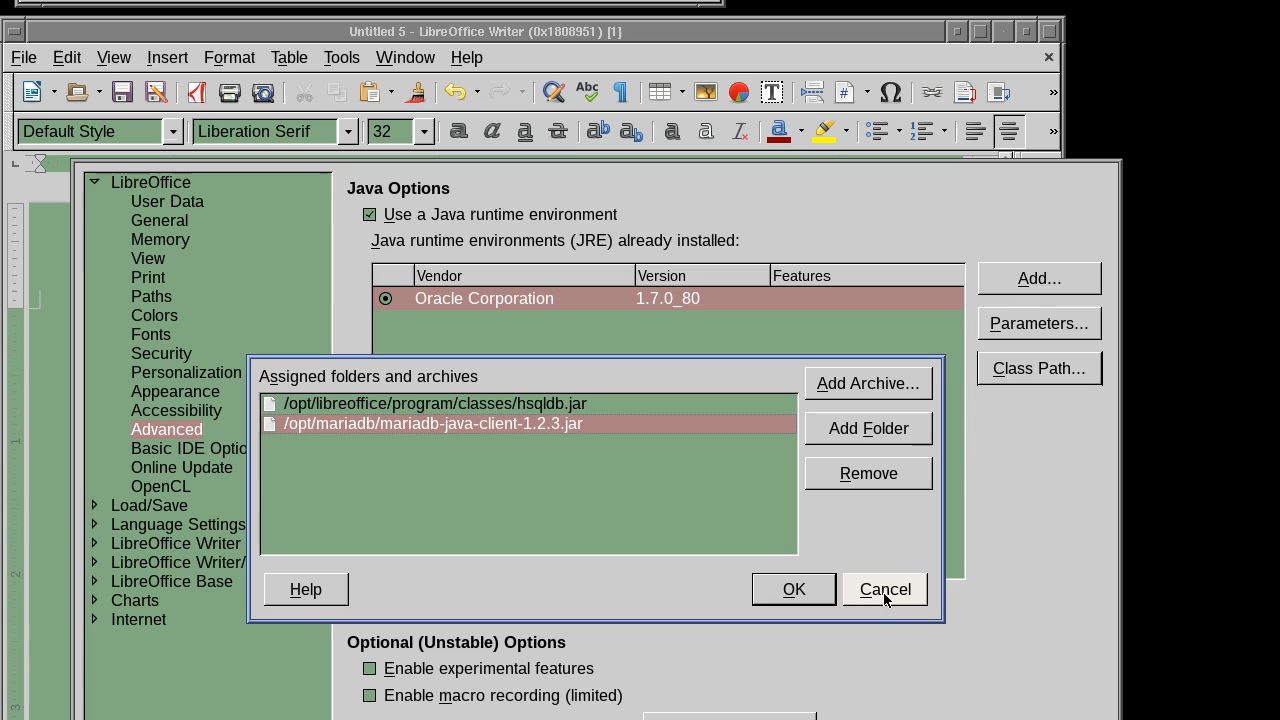 Untitled 5 - LibreOffice Writer (0x1808951) [1]
File Edit View Insert Format Table Tools Window Help
Abc
T # Ω
Default Style Liberation Serif 32 a a a a ab ab a a I a
LibreOffice
User Data
General
Memory
View
Print
Paths
Colors
Fonts
Security
Personalization
Appearance
Accessibility
Advanced
Basic IDE Optio
Online Update
OpenCL
Load/Save
Language Settings
LibreOffice Writer
LibreOffice Writer/
LibreOffice Base
Charts
Internet
Java Options
Use a Java runtime environment
Java runtime environments (JRE) already installed:
Vendor Version Features
Oracle Corporation 1.7.0_80
Add...
Parameters...
Class Path...
Assigned folders and archives
/opt/libreoffice/program/classes/hsqldb.jar
/opt/mariadb/mariadb-java-client-1.2.3.jar
Add Archive...
Add Folder
Remove
Help OK Cancel
Optional (Unstable) Options
Enable experimental features
Enable macro recording (limited)
1
2
3